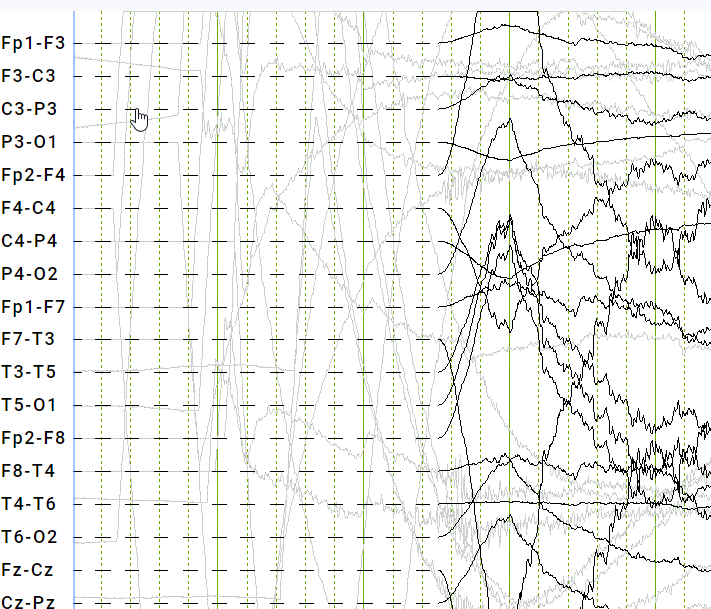 Fp1-F3
F3-C3
C3-P3
P3-O1
Fp2-F4
F4-C4
C4-P4
P4-O2
Fp1-F7
F7-T3
T3-T5
T5-O1
Fp2-F8
F8-T4
T4-T6
T6-O2
Fz-Cz
Cz-Pz